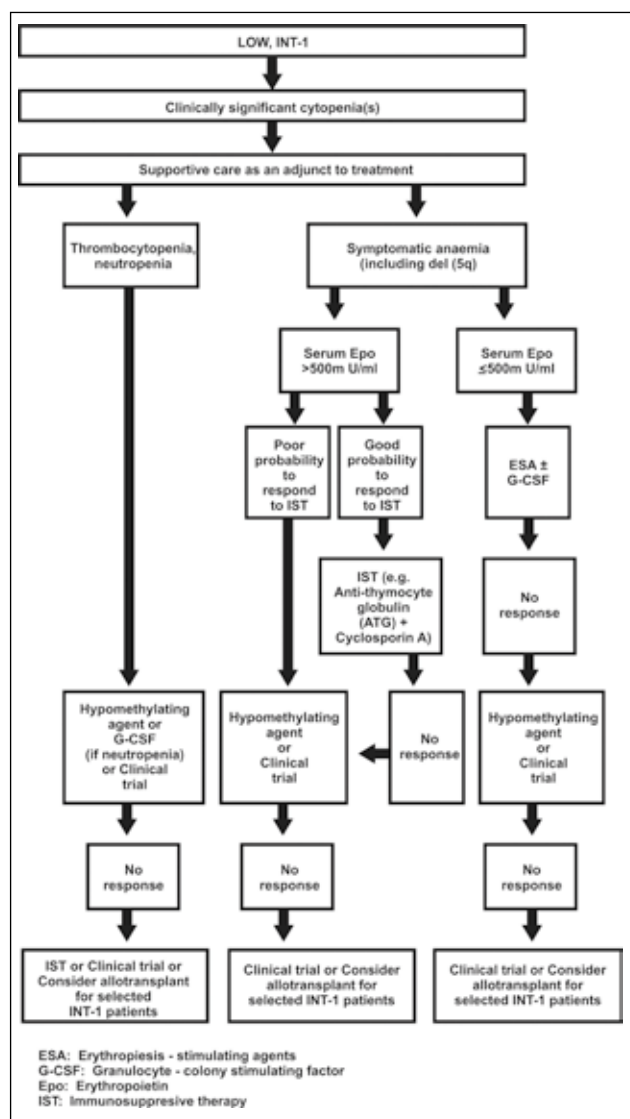 LOW, INT-1
Clinically significant cytopenia(s)
Supportive care as an adjunct to treatment
Thrombocytopenia,
neutropenia
Symptomatic anaemia
(including del (5q)
Serum Epo
>500m U/ml
Serum Epo
≤500m U/ml
Poor
probability
to
respond
to IST
Good
probability
to
respond
to IST
ESA ±
G-CSF
IST (e.g.
Anti-thymocyte
globulin
(ATG) +
Cyclosporin A)
No
response
Hypomethylating
agent or
G-CSF
(if neutropenia)
or Clinical
trial
Hypomethylating
agent
or
Clinical
trial
No
response
Hypomethylating
agent
or
Clinical
trial
No
response
No
response
No
response
IST or Clinical trial or
Consider allotransplant
for selected
INT-1 patients
Clinical trial or Consider
allotransplant for
selected INT-1 patients
Clinical trial or Consider
allotransplant for
selected INT-1 patients
ESA: Erythropiesis - stimulating agents
G-CSF: Granulocyte - colony stimulating factor
Epo: Erythropoietin
IST: Immunosuppresive therapy